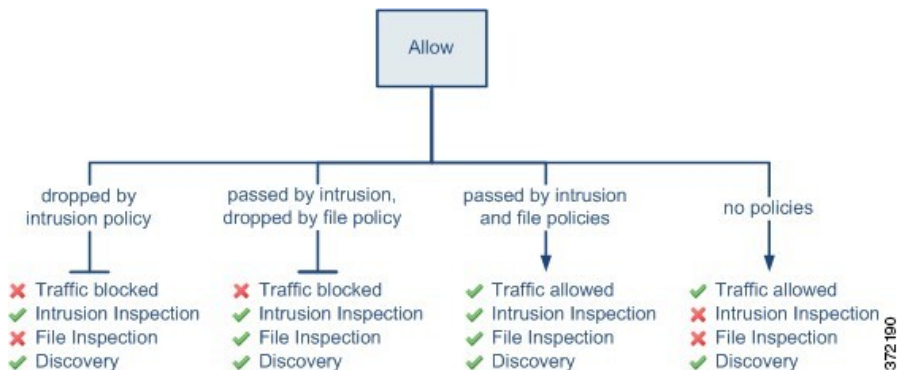 Allow
dropped by
intrusion policy
passed by intrusion,
dropped by file policy
passed by intrusion
and file policies
no policies
Traffic blocked
Intrusion Inspection
File Inspection
Discovery
Traffic blocked
Intrusion Inspection
File Inspection
Discovery
Traffic allowed
Intrusion Inspection
File Inspection
Discovery
Traffic allowed
Intrusion Inspection
File Inspection
Discovery
372190